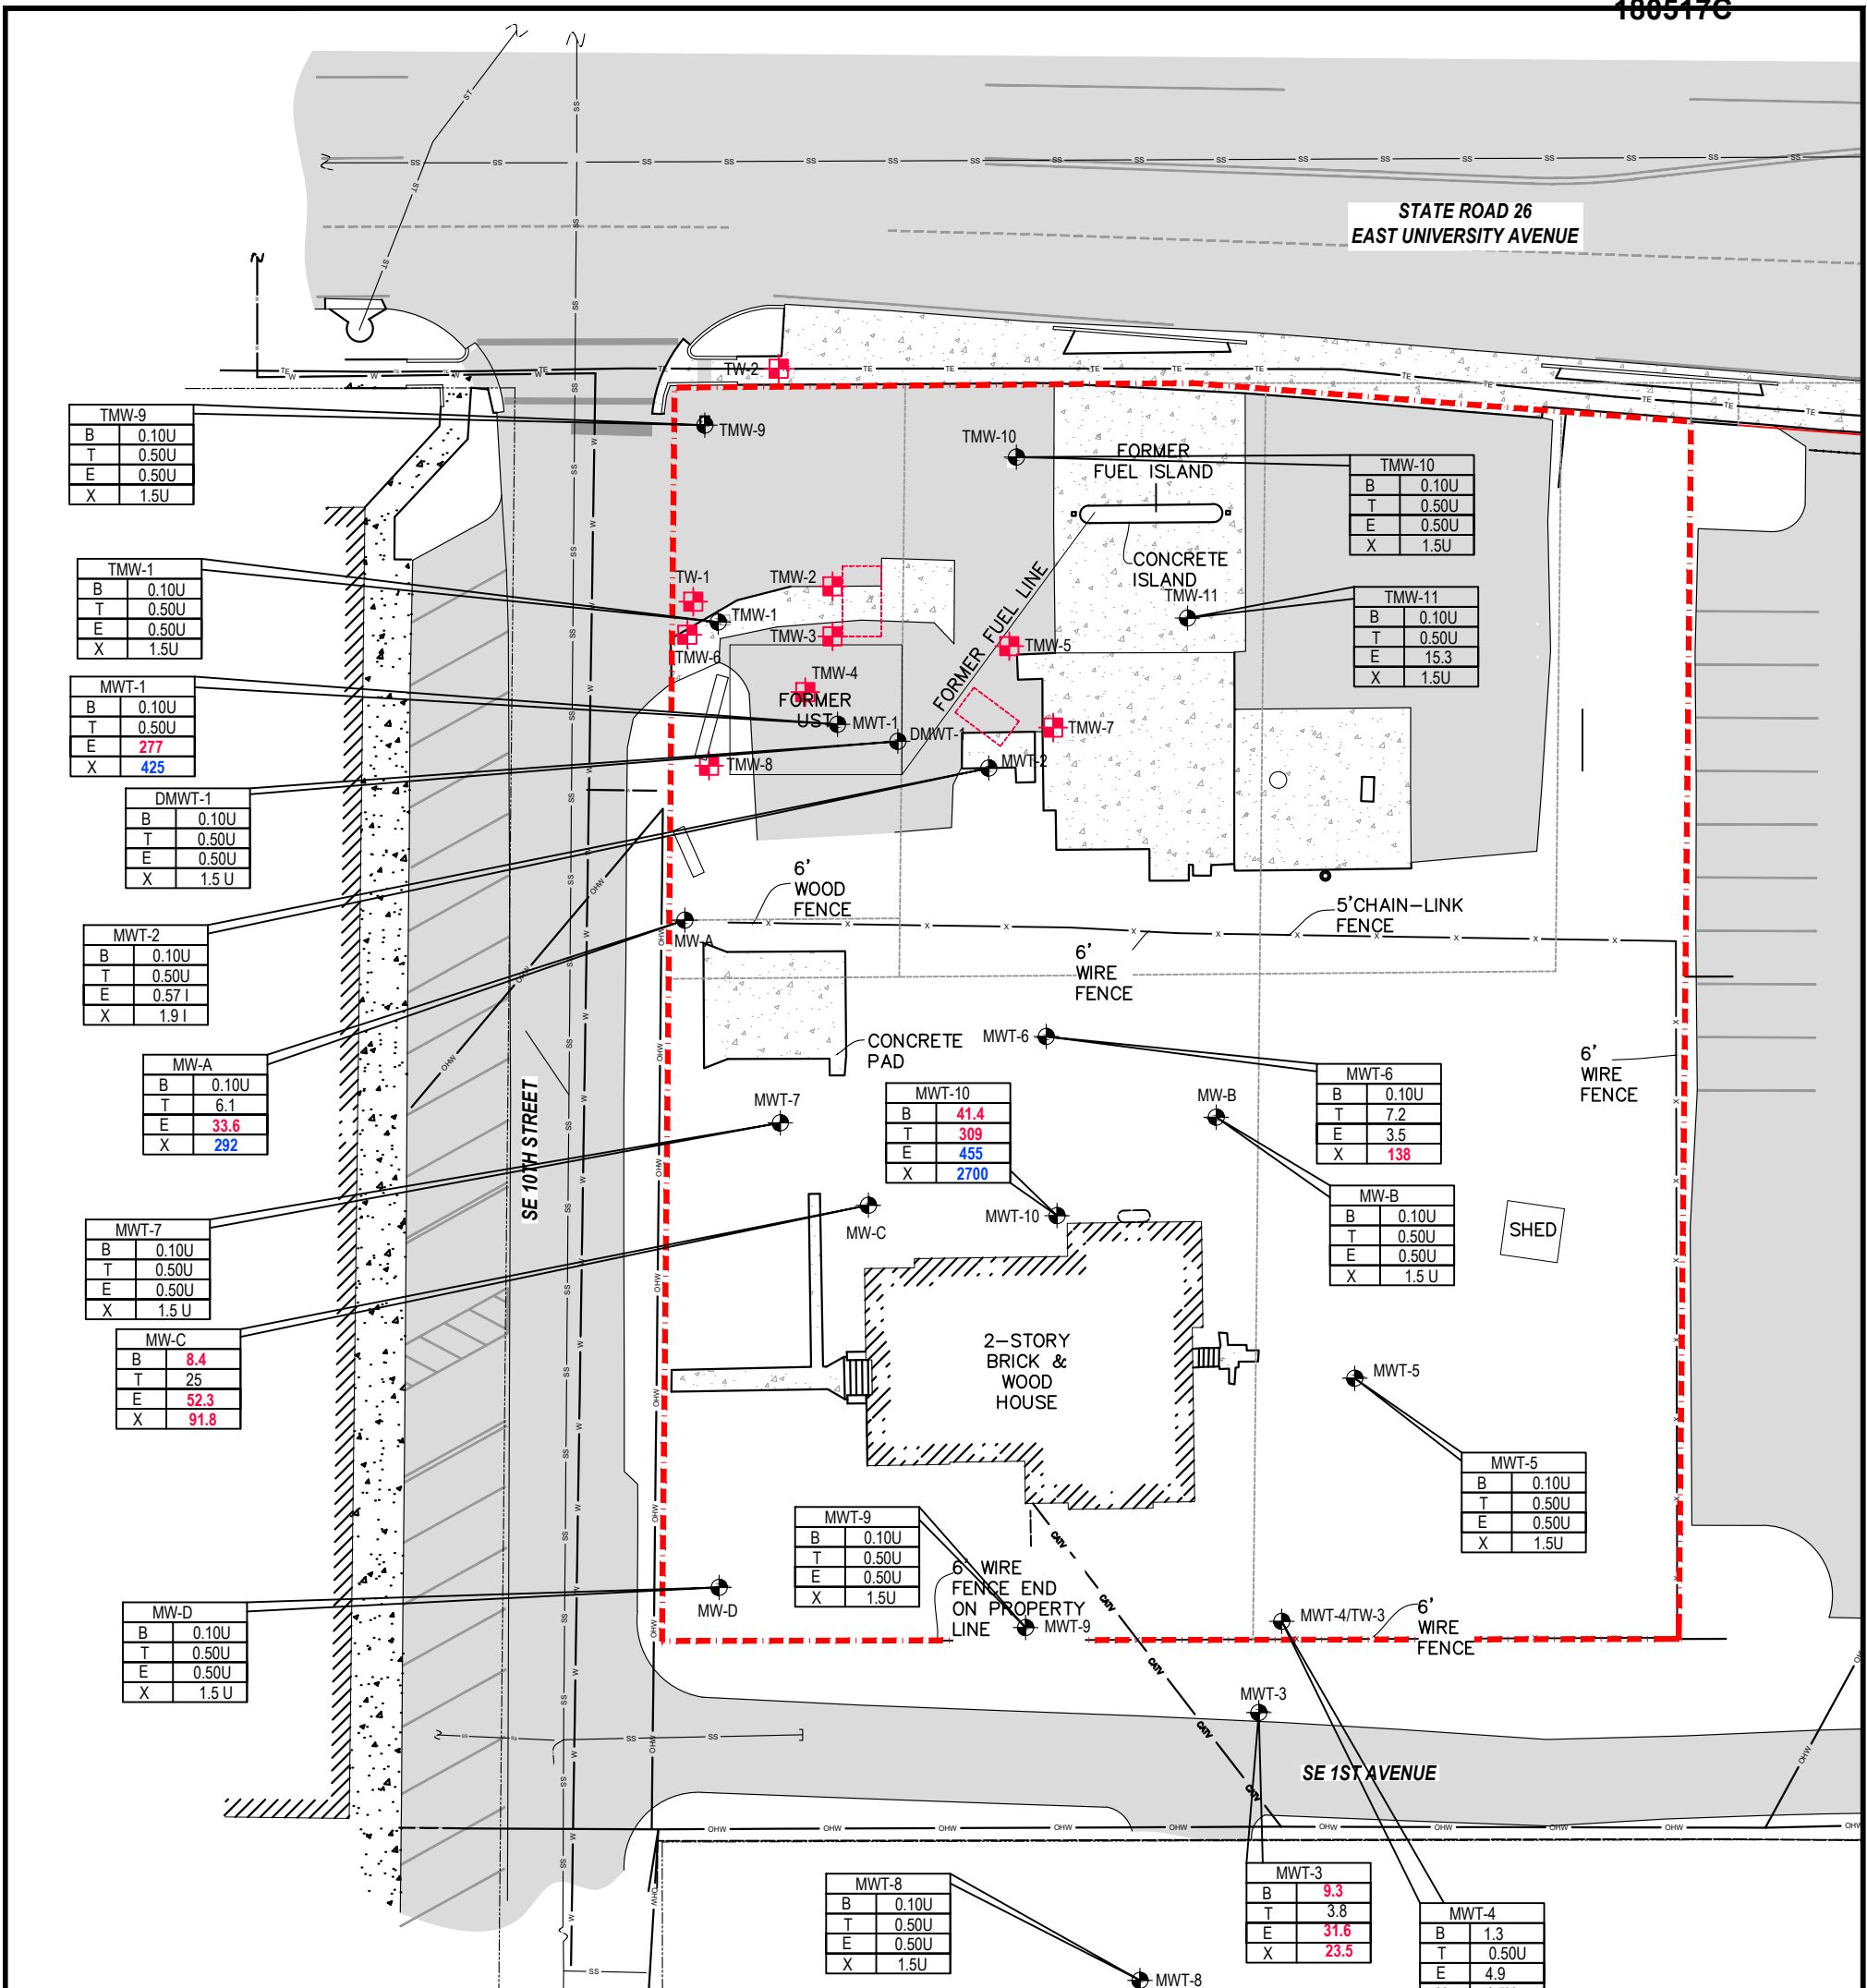 180517C
STATE ROAD 26
EAST UNIVERSITY AVENUE
TW-2
TMW-9
B 0.10U
T 0.50U
E 0.50U
X 1.5U
TMW-9
TMW-10
FORMER
FUEL ISLAND
TMW-10
B 0.10U
T 0.50U
E 0.50U
X 1.5U
CONCRETE
ISLAND
TMW-1
B 0.10U
T 0.50U
E 0.50U
X 1.5U
TW-1
TMW-2
TMW-1
TMW-3
TMW-6
TMW-4
FORMER
UST
MWT-1
DMWT-1
TMW-8
FORMER FUEL LINE
TMW-5
TMW-7
MWT-2
TMW-11
TMW-11
B 0.10U
T 0.50U
E 15.3
X 1.5U
MWT-1
B 0.10U
T 0.50U
E 277
X 425
DMWT-1
B 0.10U
T 0.50U
E 0.50U
X 1.5 U
6'
WOOD
FENCE
5'CHAIN-LINK
FENCE
MWT-2
B 0.10U
T 0.50U
E 0.57 I
X 1.9 I
MW-A
6'
WIRE
FENCE
CONCRETE
PAD
MWT-6
6'
WIRE
FENCE
MW-A
B 0.10U
T 6.1
E 33.6
X 292
SE 10TH STREET
MWT-7
MWT-10
B 41.4
T 309
E 455
X 2700
MW-B
MWT-6
B 0.10U
T 7.2
E 3.5
X 138
MW-B
B 0.10U
T 0.50U
E 0.50U
X 1.5 U
SHED
MWT-7
B 0.10U
T 0.50U
E 0.50U
X 1.5 U
MW-C
MWT-10
MW-C
B 8.4
T 25
E 52.3
X 91.8
2-STORY
BRICK &
WOOD
HOUSE
MWT-5
MWT-5
B 0.10U
T 0.50U
E 0.50U
X 1.5U
MWT-9
B 0.10U
T 0.50U
E 0.50U
X 1.5U
6' WIRE
FENCE END
ON PROPERTY
LINE
MWT-9
MW-D
MW-D
B 0.10U
T 0.50U
E 0.50U
X 1.5 U
MWT-4/TW-3
6'
WIRE
FENCE
MWT-3
SE 1ST AVENUE
MWT-8
B 0.10U
T 0.50U
E 0.50U
X 1.5U
MWT-8
MWT-3
B 9.3
T 3.8
E 31.6
X 23.5
MWT-4
B 1.3
T 0.50U
E 4.9